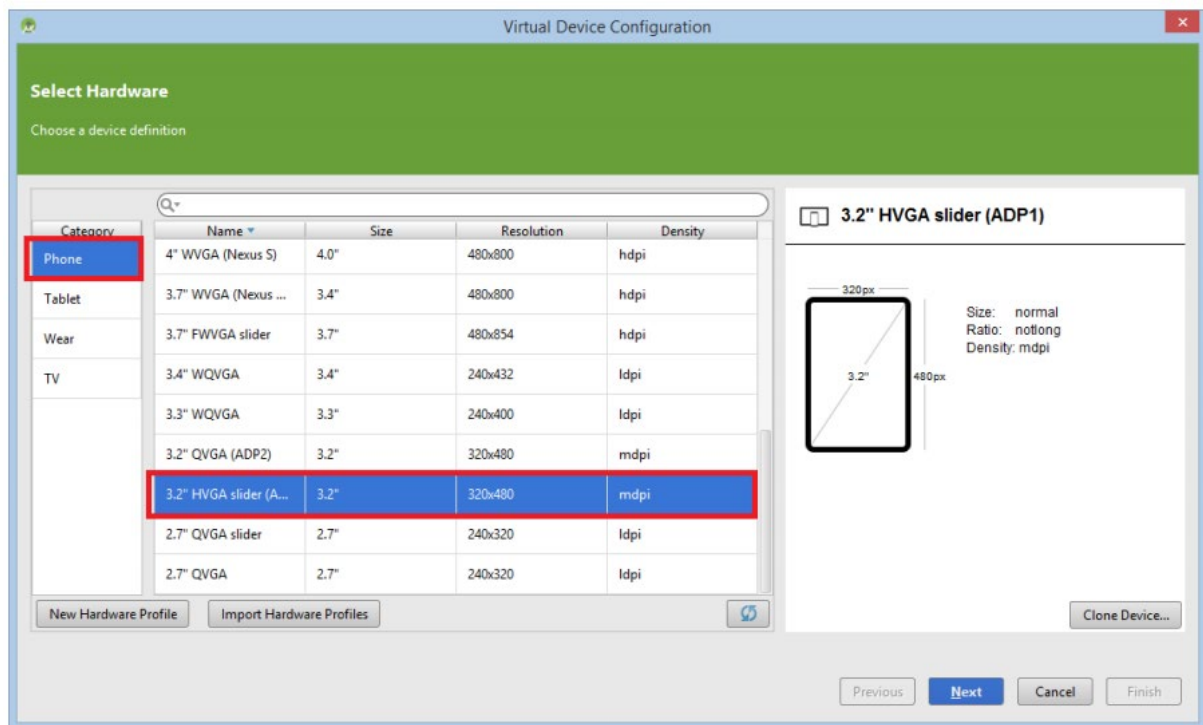 Virtual Device Configuration
Select Hardware
Choose a device definition
Category
Phone
Tablet
Wear
TV
Name Size Resolution Density
4" WVGA (Nexus S) 4.0" 480x800 hdpi
3.7" WVGA (Nexus ... 3.4" 480x800 hdpi
3.7" FWVGA slider 3.7" 480x854 hdpi
3.4" WQVGA 3.4" 240x432 ldpi
3.3" WQVGA 3.3" 240x400 ldpi
3.2" QVGA (ADP2) 3.2" 320x480 mdpi
3.2" HVGA slider (A... 3.2" 320x480 mdpi
2.7" QVGA slider 2.7" 240x320 ldpi
2.7" QVGA 2.7" 240x320 ldpi
New Hardware Profile Import Hardware Profiles
3.2" HVGA slider (ADP1)
320px
3.2"
480px
Size: normal
Ratio: notlong
Density: mdpi
Clone Device...
Previous Next Cancel Finish